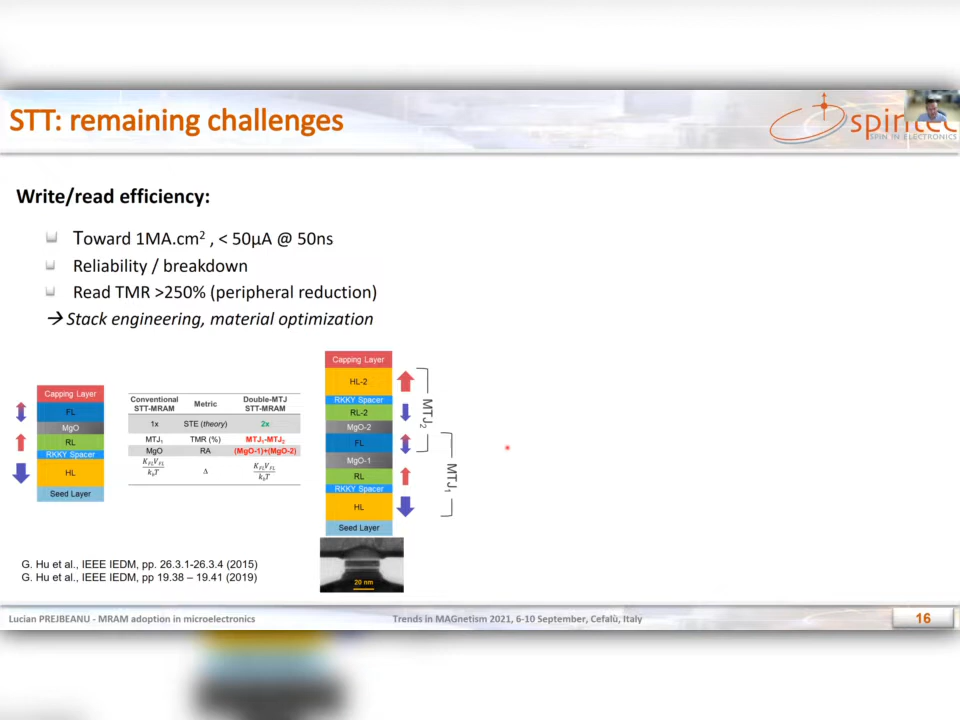 STT: remaining challenges
spintec
SPIN IN ELECTRONICS
Write/read efficiency:
Toward 1MA.cm² , < 50µA @ 50ns
Reliability / breakdown
Read TMR >250% (peripheral reduction)
→ Stack engineering, material optimization
Capping Layer
FL
MgO
RL
RKKY Spacer
HL
Seed Layer
Conventional STT-MRAM Metric Double-MTJ STT-MRAM
1x STE (theory) 2x
MTJ₁ TMR (%) MTJ₁-MTJ₂
MgO RA (MgO-1)+(MgO-2)
K_FL V_FL / k_b T Δ K_FL V_FL / k_b T
Capping Layer
HL-2
RKKY Spacer
RL-2
MgO-2
FL
MgO-1
RL
RKKY Spacer
HL
Seed Layer
MTJ₂
MTJ₁
20 nm
G. Hu et al., IEEE IEDM, pp. 26.3.1-26.3.4 (2015)
G. Hu et al., IEEE IEDM, pp 19.38 – 19.41 (2019)
Lucian PREJBEANU - MRAM adoption in microelectronics
Trends in MAGnetism 2021, 6-10 September, Cefalù, Italy
16